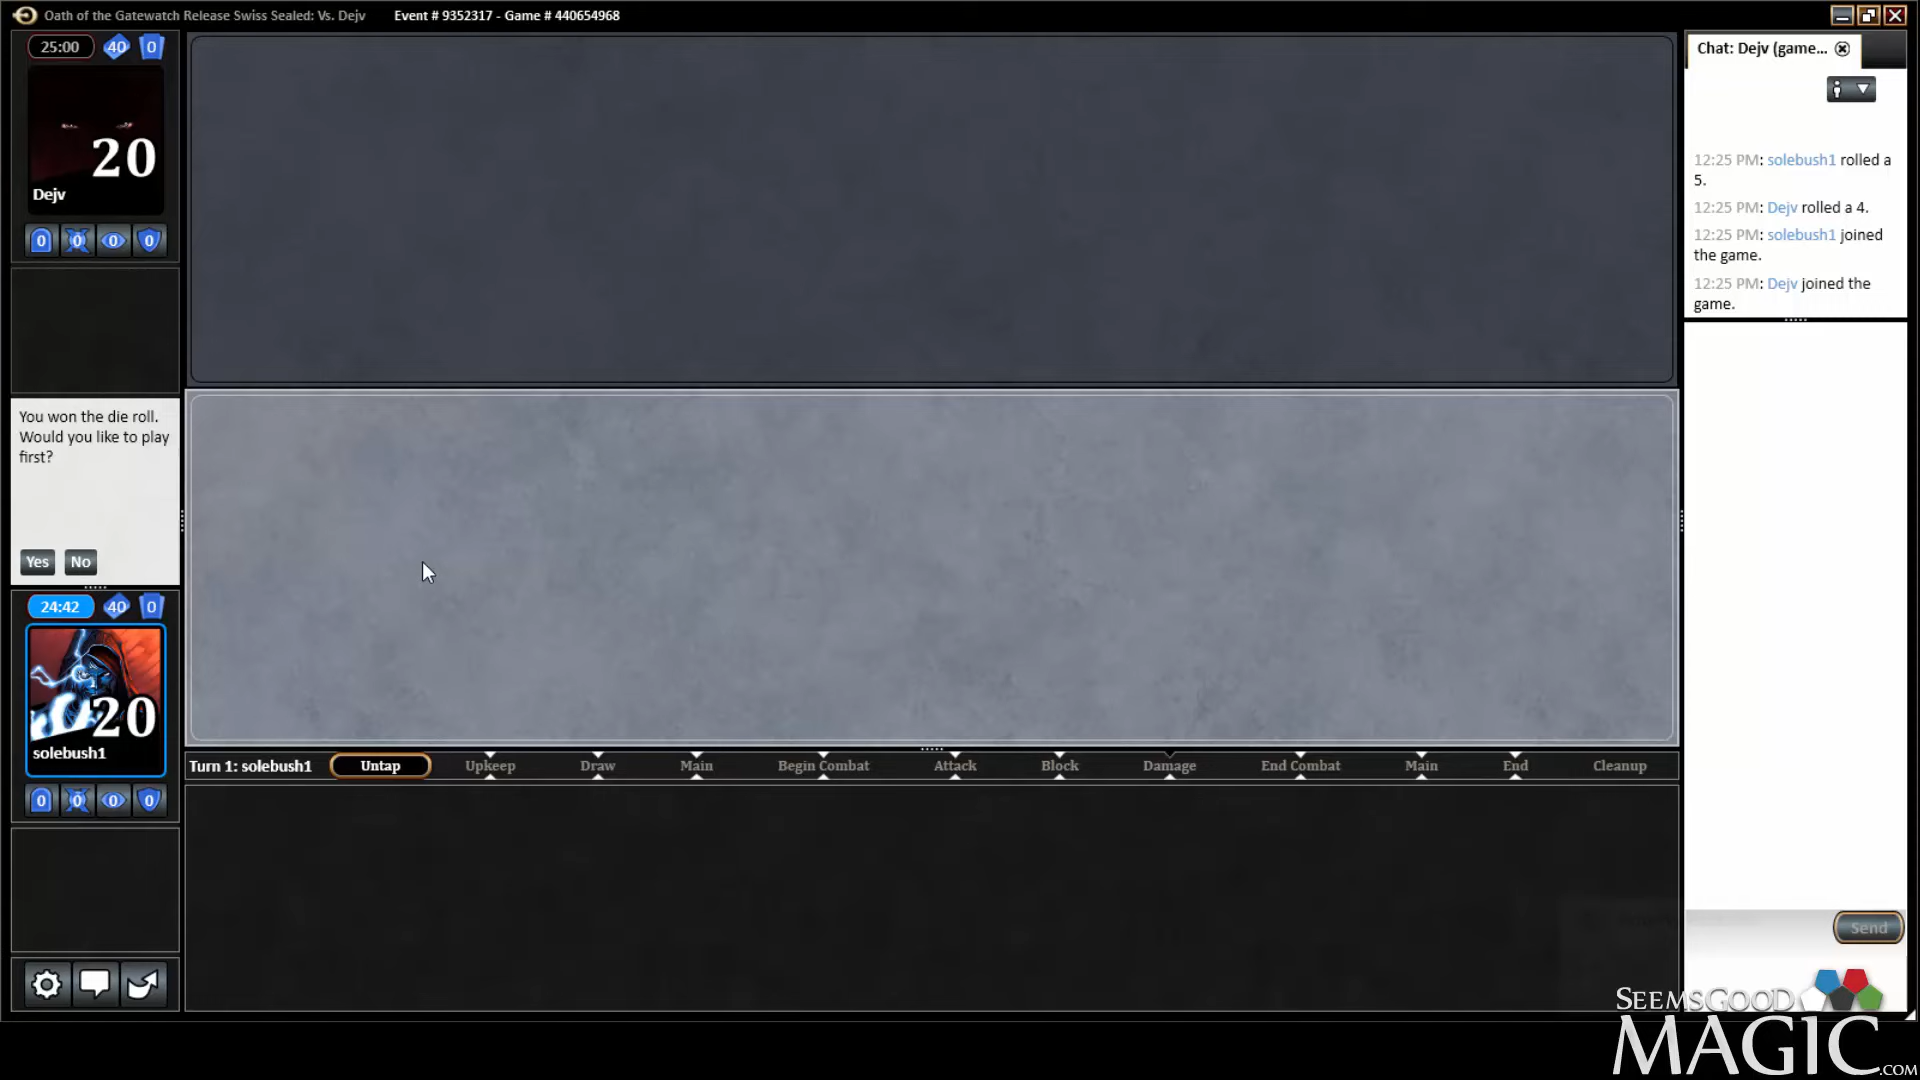 Oath of the Gatewatch Release Swiss Sealed: Vs. Dejv
Event # 9352317 - Game # 440654968
25:00
40
0
20
Dejv
0
0
0
0
You won the die roll.
Would you like to play
first?
Yes
No
24:42
40
0
20
solebush1
0
0
0
0
Turn 1: solebush1
Untap
Upkeep
Draw
Main
Begin Combat
Attack
Block
Damage
End Combat
Main
End
Cleanup
Chat: Dejv (game...
12:25 PM: solebush1 rolled a
5.
12:25 PM: Dejv rolled a 4.
12:25 PM: solebush1 joined
the game.
12:25 PM: Dejv joined the
game.
Send
SEEMSGOOD
MAGIC.COM